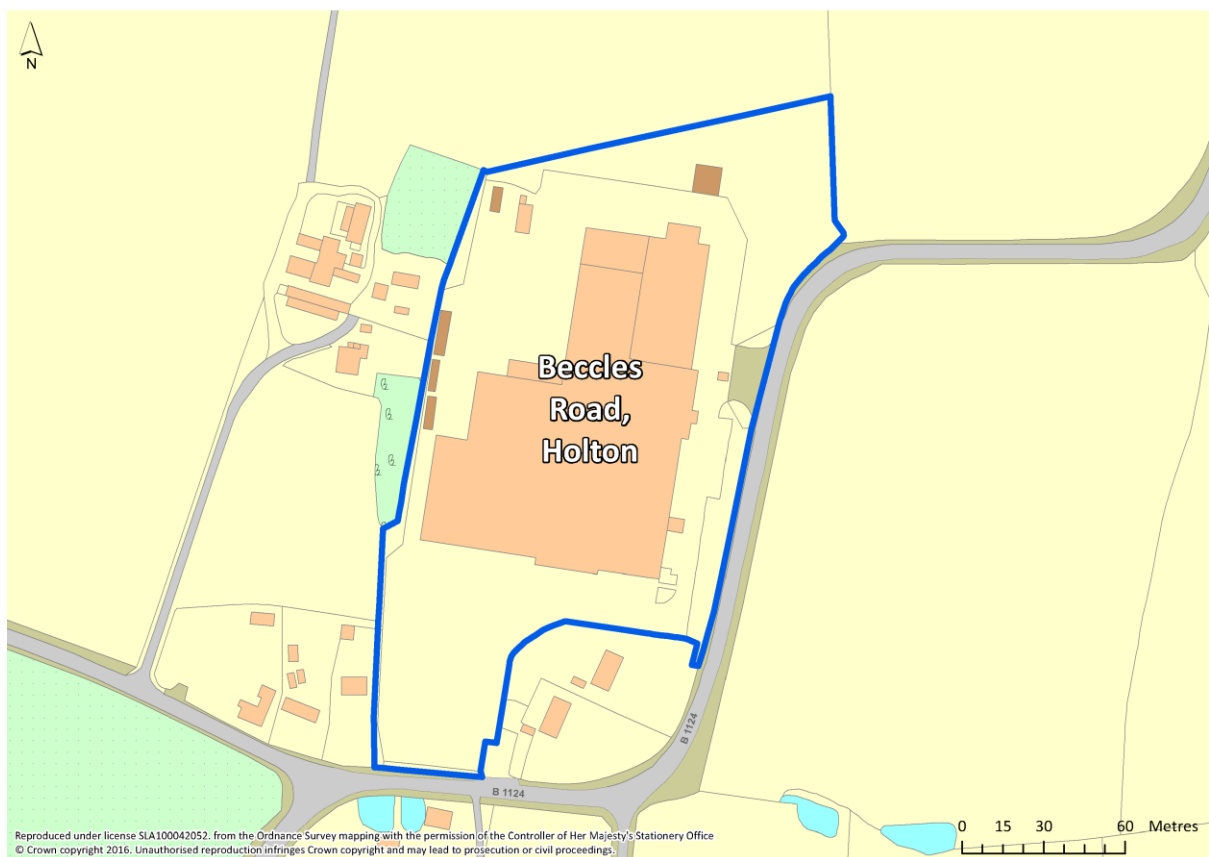 N
Beccles
Road,
Holton
B 1124
B 1124
0 15 30 60 Metres
Reproduced under license SLA100042052. from the Ordnance Survey mapping with the permission of the Controller of Her Majesty's Stationery Office
© Crown copyright 2016. Unauthorised reproduction infringes Crown copyright and may lead to prosecution or civil proceedings.